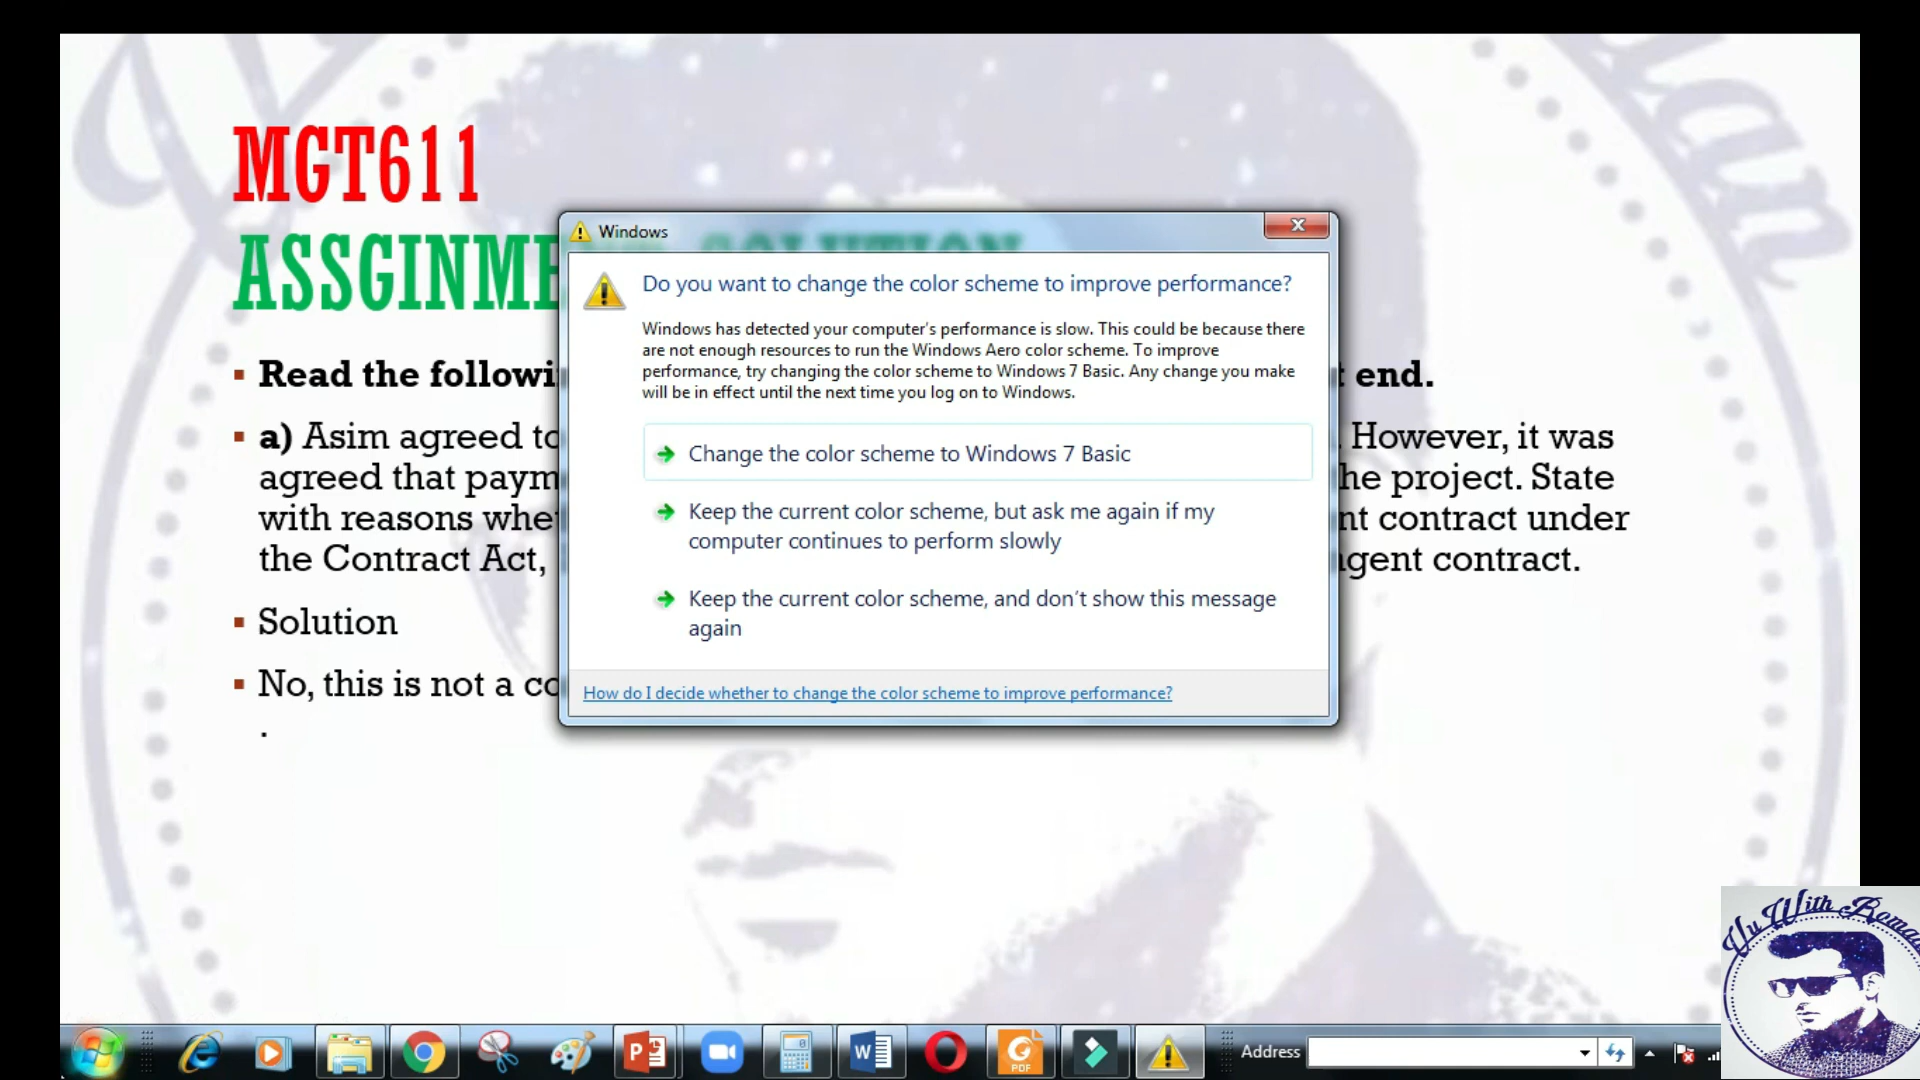 MGT611
ASSGINME
Windows
Do you want to change the color scheme to improve performance?
Windows has detected your computer's performance is slow. This could be because there
are not enough resources to run the Windows Aero color scheme. To improve
performance, try changing the color scheme to Windows 7 Basic. Any change you make
will be in effect until the next time you log on to Windows.
Change the color scheme to Windows 7 Basic
Keep the current color scheme, but ask me again if my
computer continues to perform slowly
Keep the current color scheme, and don't show this message
again
How do I decide whether to change the color scheme to improve performance?
Read the followi end.
a) Asim agreed to However, it was
agreed that paym he project. State
with reasons whe nt contract under
the Contract Act, gent contract.
Solution
No, this is not a co
.
Address
Vu With Roma